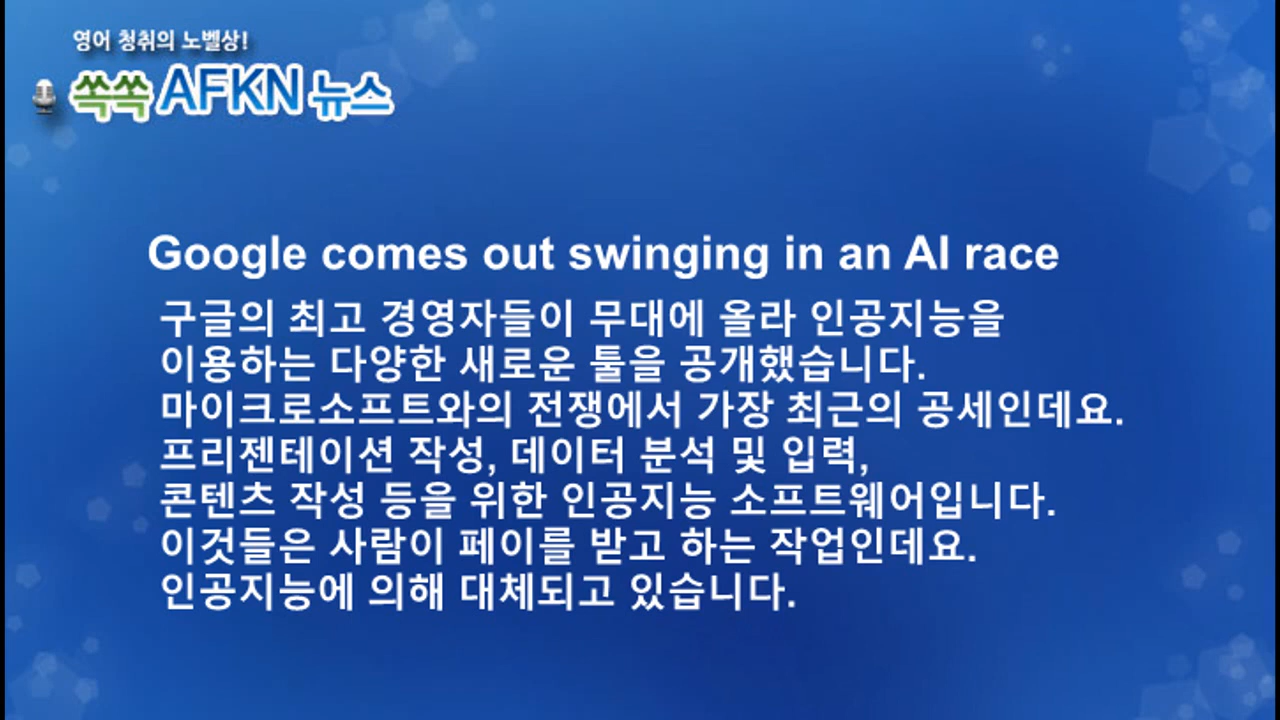 영어 청취의 노벨상!
쏙쏙 AFKN 뉴스
Google comes out swinging in an AI race
구글의 최고 경영자들이 무대에 올라 인공지능을
이용하는 다양한 새로운 툴을 공개했습니다.
마이크로소프트와의 전쟁에서 가장 최근의 공세인데요.
프리젠테이션 작성, 데이터 분석 및 입력,
콘텐츠 작성 등을 위한 인공지능 소프트웨어입니다.
이것들은 사람이 페이를 받고 하는 작업인데요.
인공지능에 의해 대체되고 있습니다.